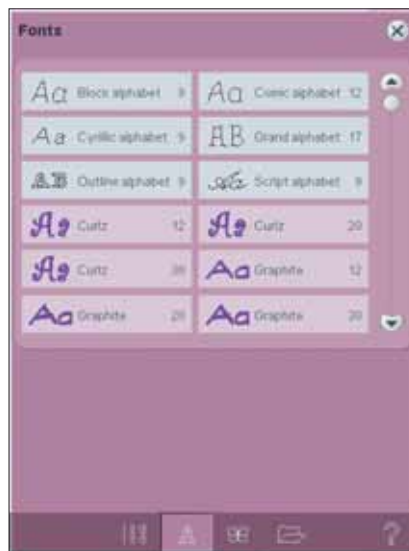 Fonts
Aa Block alphabet 9 Aa Comic alphabet 12
Aa Cyrillic alphabet 9 AB Grand alphabet 17
AB Outline alphabet 9 Aa Script alphabet 9
Aa Curlz 12 Aa Curlz 20
Aa Curlz Aa Graphite 12
Aa Graphite 20 Aa Graphite
A
?